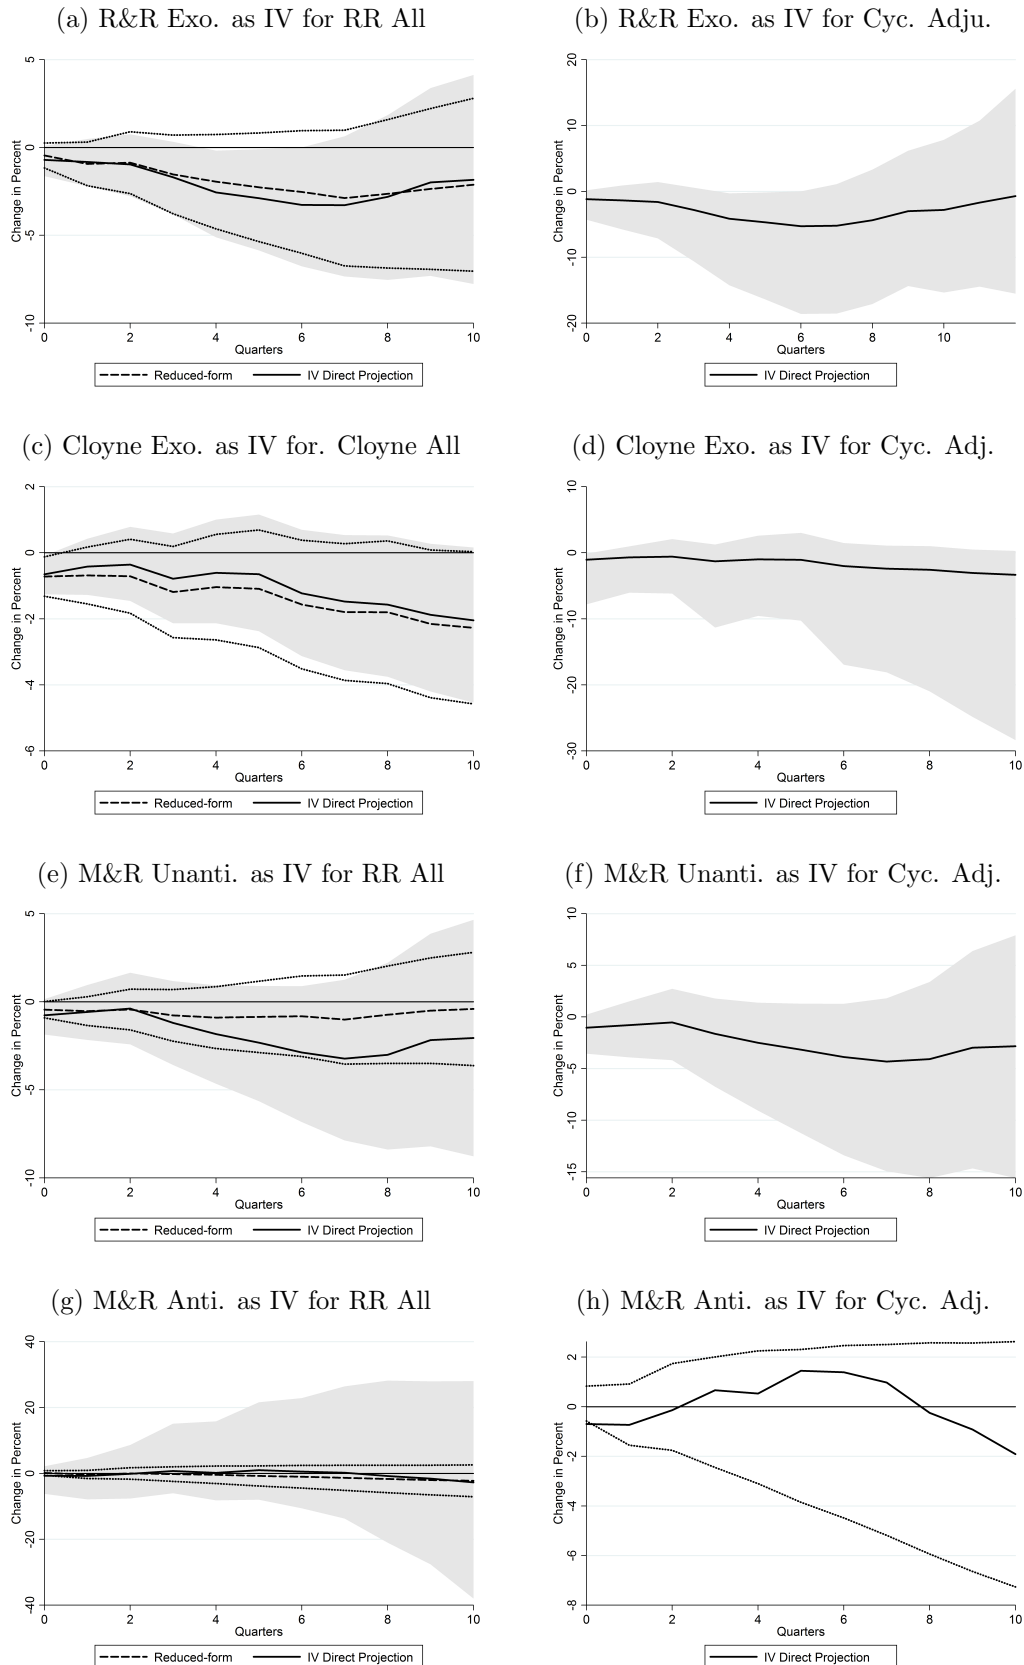 (a) R&R Exo. as IV for RR All
5
0
-5
-10
Change in Percent
0 2 4 6 8 10
Quarters
Reduced-form IV Direct Projection
(b) R&R Exo. as IV for Cyc. Adju.
20
10
0
-10
-20
Change in Percent
0 2 4 6 8 10
Quarters
IV Direct Projection
(c) Cloyne Exo. as IV for. Cloyne All
2
0
-2
-4
-6
Change in Percent
0 2 4 6 8 10
Quarters
Reduced-form IV Direct Projection
(d) Cloyne Exo. as IV for Cyc. Adj.
10
0
-10
-20
-30
Change in Percent
0 2 4 6 8 10
Quarters
IV Direct Projection
(e) M&R Unanti. as IV for RR All
5
0
-5
-10
Change in Percent
0 2 4 6 8 10
Quarters
Reduced-form IV Direct Projection
(f) M&R Unanti. as IV for Cyc. Adj.
10
5
0
-5
-10
-15
Change in Percent
0 2 4 6 8 10
Quarters
IV Direct Projection
(g) M&R Anti. as IV for RR All
40
20
0
-20
-40
Change in Percent
0 2 4 6 8 10
Quarters
Reduced-form IV Direct Projection
(h) M&R Anti. as IV for Cyc. Adj.
2
0
-2
-4
-6
-8
Change in Percent
0 2 4 6 8 10
Quarters
IV Direct Projection